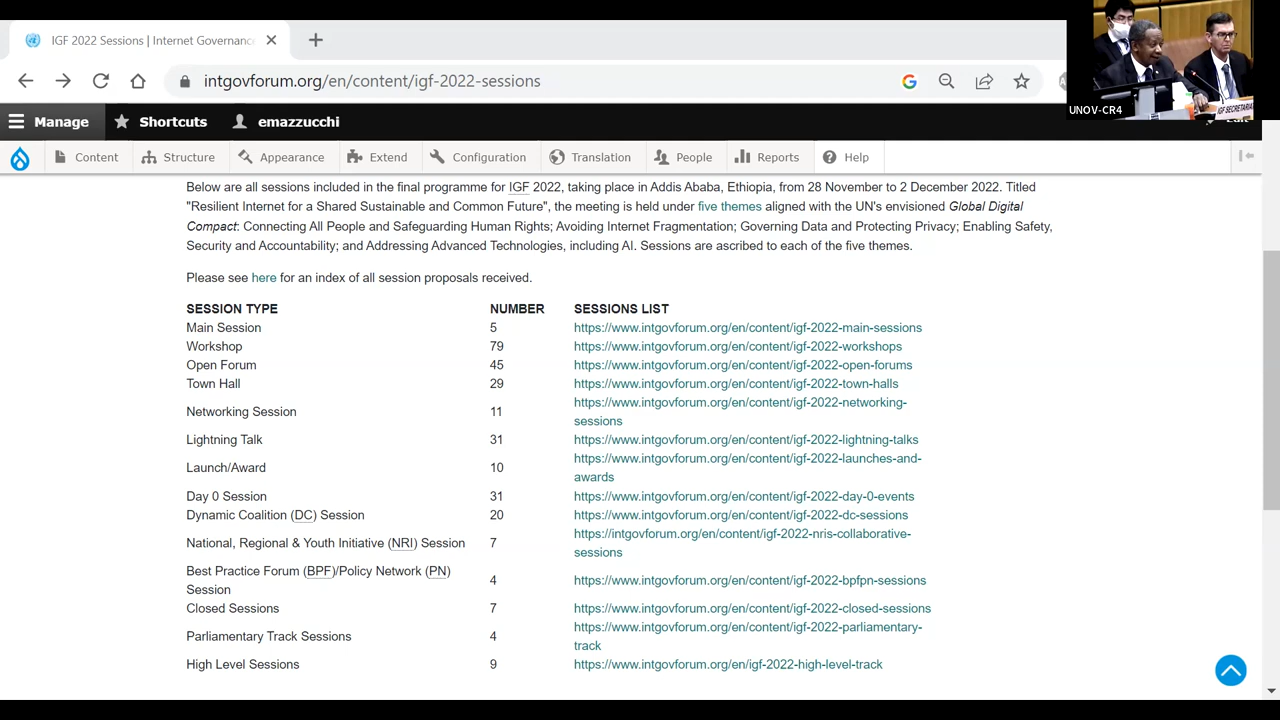 IGF 2022 Sessions | Internet Governance
intgovforum.org/en/content/igf-2022-sessions
UNOV-CR4
IGF SECRETARIA
Manage
Shortcuts
emazzucchi
Edit
Content
Structure
Appearance
Extend
Configuration
Translation
People
Reports
Help
Below are all sessions included in the final programme for IGF 2022, taking place in Addis Ababa, Ethiopia, from 28 November to 2 December 2022. Titled
"Resilient Internet for a Shared Sustainable and Common Future", the meeting is held under five themes aligned with the UN's envisioned Global Digital
Compact: Connecting All People and Safeguarding Human Rights; Avoiding Internet Fragmentation; Governing Data and Protecting Privacy; Enabling Safety,
Security and Accountability; and Addressing Advanced Technologies, including AI. Sessions are ascribed to each of the five themes.
Please see here for an index of all session proposals received.
SESSION TYPE NUMBER SESSIONS LIST
Main Session 5 https://www.intgovforum.org/en/content/igf-2022-main-sessions
Workshop 79 https://www.intgovforum.org/en/content/igf-2022-workshops
Open Forum 45 https://www.intgovforum.org/en/content/igf-2022-open-forums
Town Hall 29 https://www.intgovforum.org/en/content/igf-2022-town-halls
Networking Session 11 https://www.intgovforum.org/en/content/igf-2022-networking-
sessions
Lightning Talk 31 https://www.intgovforum.org/en/content/igf-2022-lightning-talks
Launch/Award 10 https://www.intgovforum.org/en/content/igf-2022-launches-and-
awards
Day 0 Session 31 https://www.intgovforum.org/en/content/igf-2022-day-0-events
Dynamic Coalition (DC) Session 20 https://www.intgovforum.org/en/content/igf-2022-dc-sessions
National, Regional & Youth Initiative (NRI) Session 7 https://intgovforum.org/en/content/igf-2022-nris-collaborative-
sessions
Best Practice Forum (BPF)/Policy Network (PN)
Session 4 https://www.intgovforum.org/en/content/igf-2022-bpfpn-sessions
Closed Sessions 7 https://www.intgovforum.org/en/content/igf-2022-closed-sessions
Parliamentary Track Sessions 4 https://www.intgovforum.org/en/content/igf-2022-parliamentary-
track
High Level Sessions 9 https://www.intgovforum.org/en/igf-2022-high-level-track